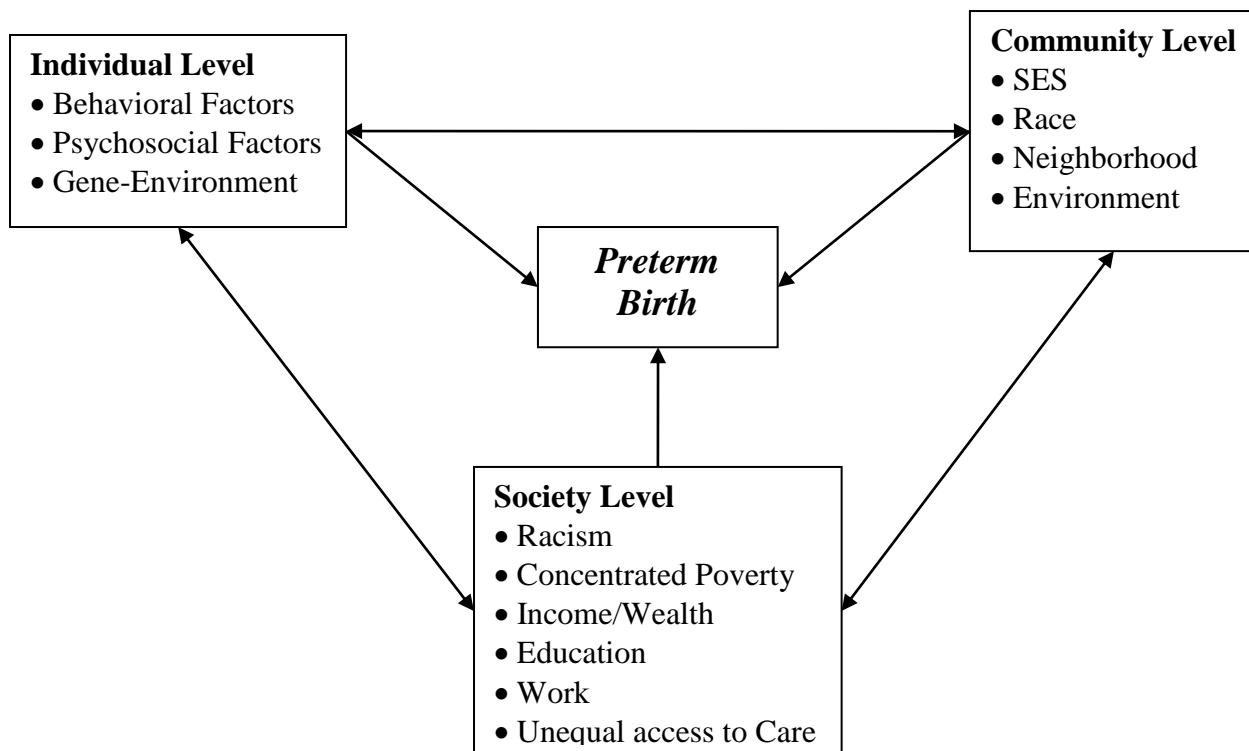 Individual Level
• Behavioral Factors
• Psychosocial Factors
• Gene-Environment
Community Level
• SES
• Race
• Neighborhood
• Environment
Preterm
Birth
Society Level
• Racism
• Concentrated Poverty
• Income/Wealth
• Education
• Work
• Unequal access to Care